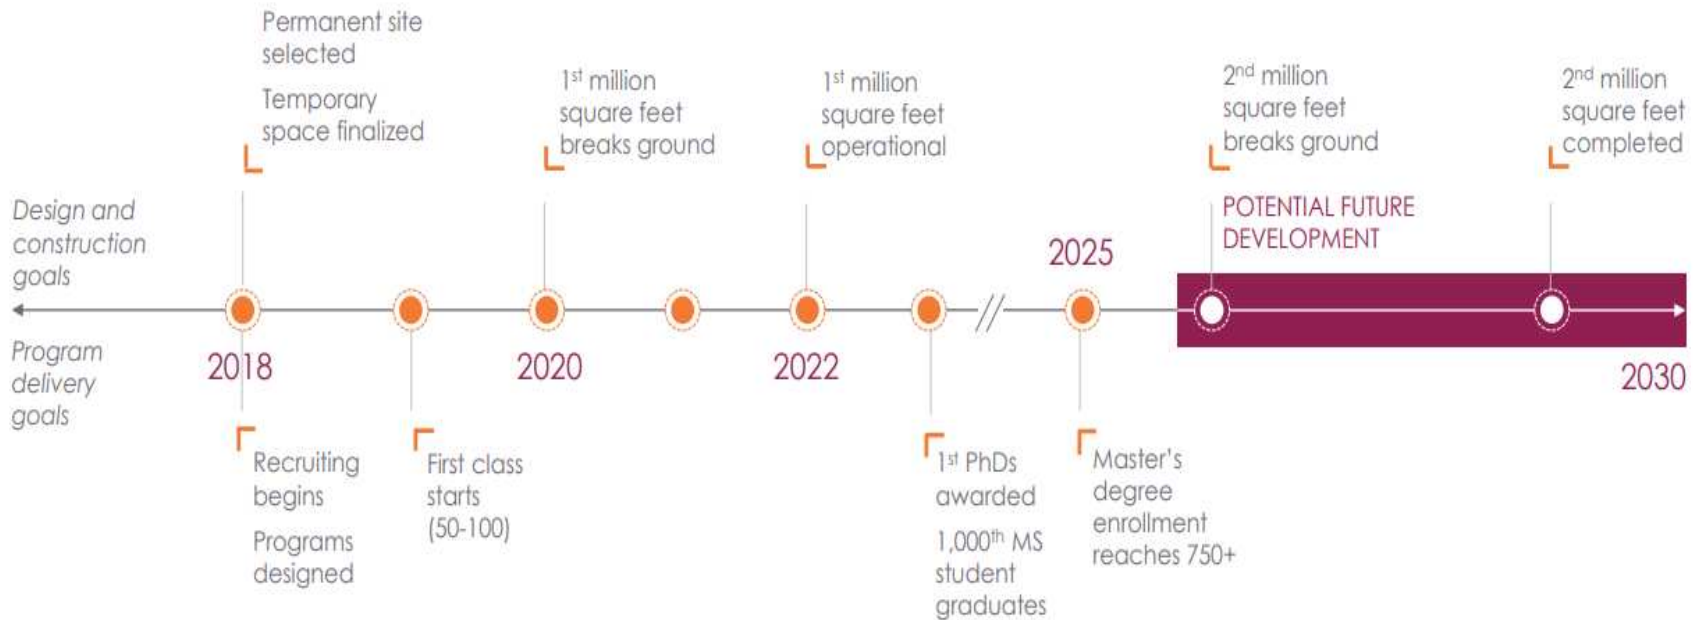 Permanent site
selected
Temporary
space finalized
1st million
square feet
breaks ground
1st million
square feet
operational
2nd million
square feet
breaks ground
2nd million
square feet
completed
Design and
construction
goals
POTENTIAL FUTURE
DEVELOPMENT
2025
Program
delivery
goals
2018
2020
2022
2030
Recruiting
begins
Programs
designed
First class
starts
(50-100)
1st PhDs
awarded
1,000th MS
student
graduates
Master's
degree
enrollment
reaches 750+